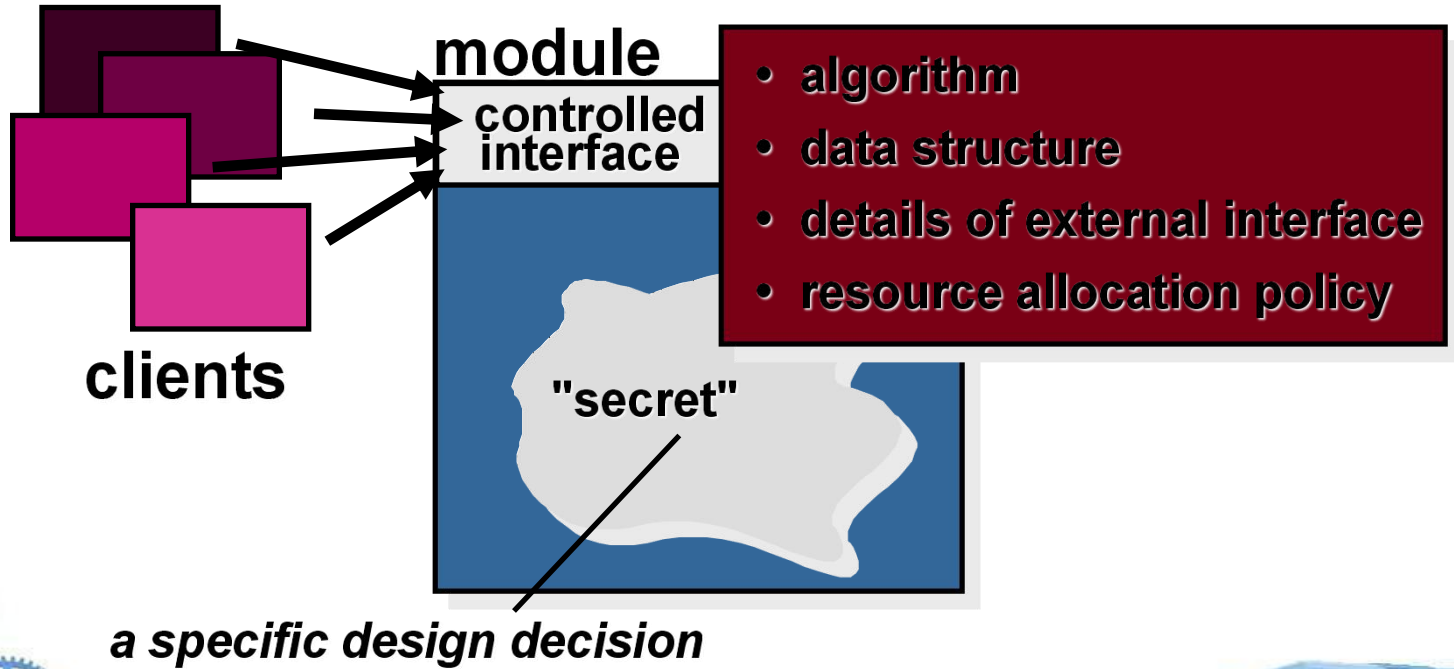 module
controlled
interface
• algorithm
• data structure
• details of external interface
• resource allocation policy
clients
"secret"
a specific design decision